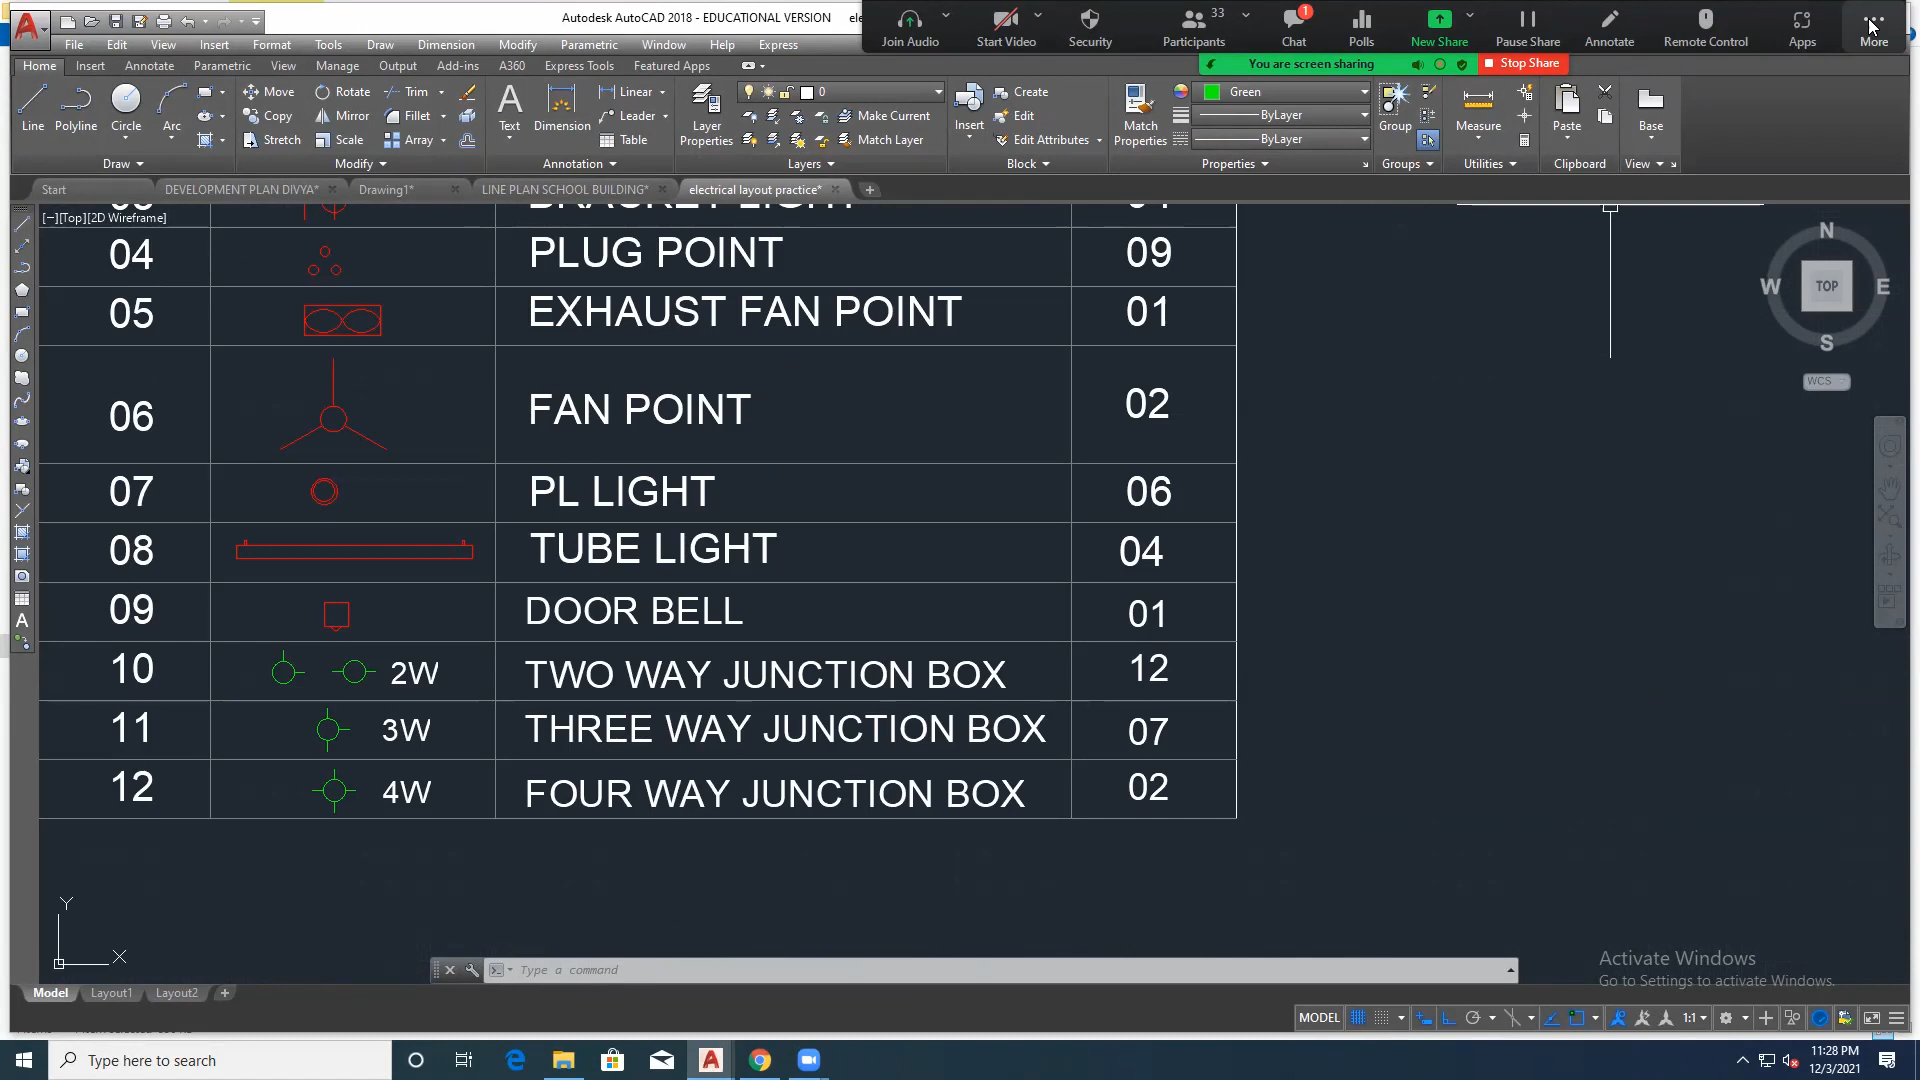 Autodesk AutoCAD 2018 - EDUCATIONAL VERSION
Join Audio Start Video Security Participants 33 Chat 1 Polls New Share Pause Share Annotate Remote Control Apps More
File Edit View Insert Format Tools Draw Dimension Modify Parametric Window Help Express
You are screen sharing Stop Share
Home Insert Annotate Parametric View Manage Output Add-ins A360 Express Tools Featured Apps
Line Polyline Circle Arc
Move Rotate Trim
Copy Mirror Fillet
Stretch Scale Array
Text Dimension
Linear
Leader
Table
Layer Properties
0
Make Current
Match Layer
Insert
Create
Edit
Edit Attributes
Match Properties
Green
ByLayer
ByLayer
Group Measure Paste Base
Draw Modify Annotation Layers Block Properties Groups Utilities Clipboard View
Start DEVELOPMENT PLAN DIVYA* Drawing1* LINE PLAN SCHOOL BUILDING* electrical layout practice*
[−][Top][2D Wireframe]
BRACKET LIGHT
04 PLUG POINT 09
05 EXHAUST FAN POINT 01
06 FAN POINT 02
07 PL LIGHT 06
08 TUBE LIGHT 04
09 DOOR BELL 01
10 2W TWO WAY JUNCTION BOX 12
11 3W THREE WAY JUNCTION BOX 07
12 4W FOUR WAY JUNCTION BOX 02
N
W TOP E
S
WCS
Y
X
Type a command
Activate Windows
Go to Settings to activate Windows.
Model Layout1 Layout2
MODEL 1:1
Type here to search
11:28 PM
12/3/2021